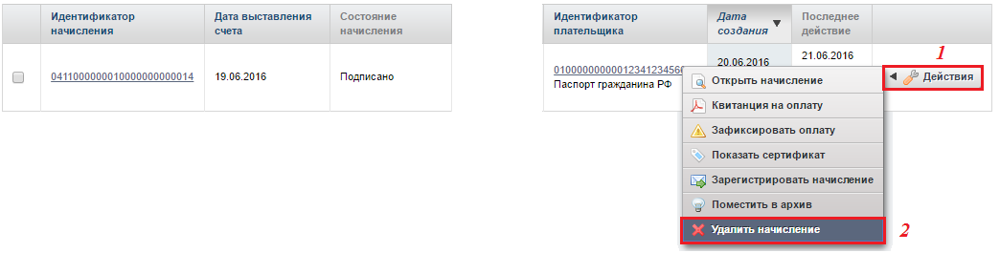 Идентификатор
начисления
Дата выставления
счета
Состояние
начисления
Идентификатор
плательщика
Дата
создания
Последнее
действие
0411000000010000000000014
19.06.2016
Подписано
Паспорт гражданина РФ
20.06.2016
21.06.2016
1
Действия
Открыть начисление
Квитанция на оплату
Зафиксировать оплату
Показать сертификат
Зарегистрировать начисление
Поместить в архив
Удалить начисление
2